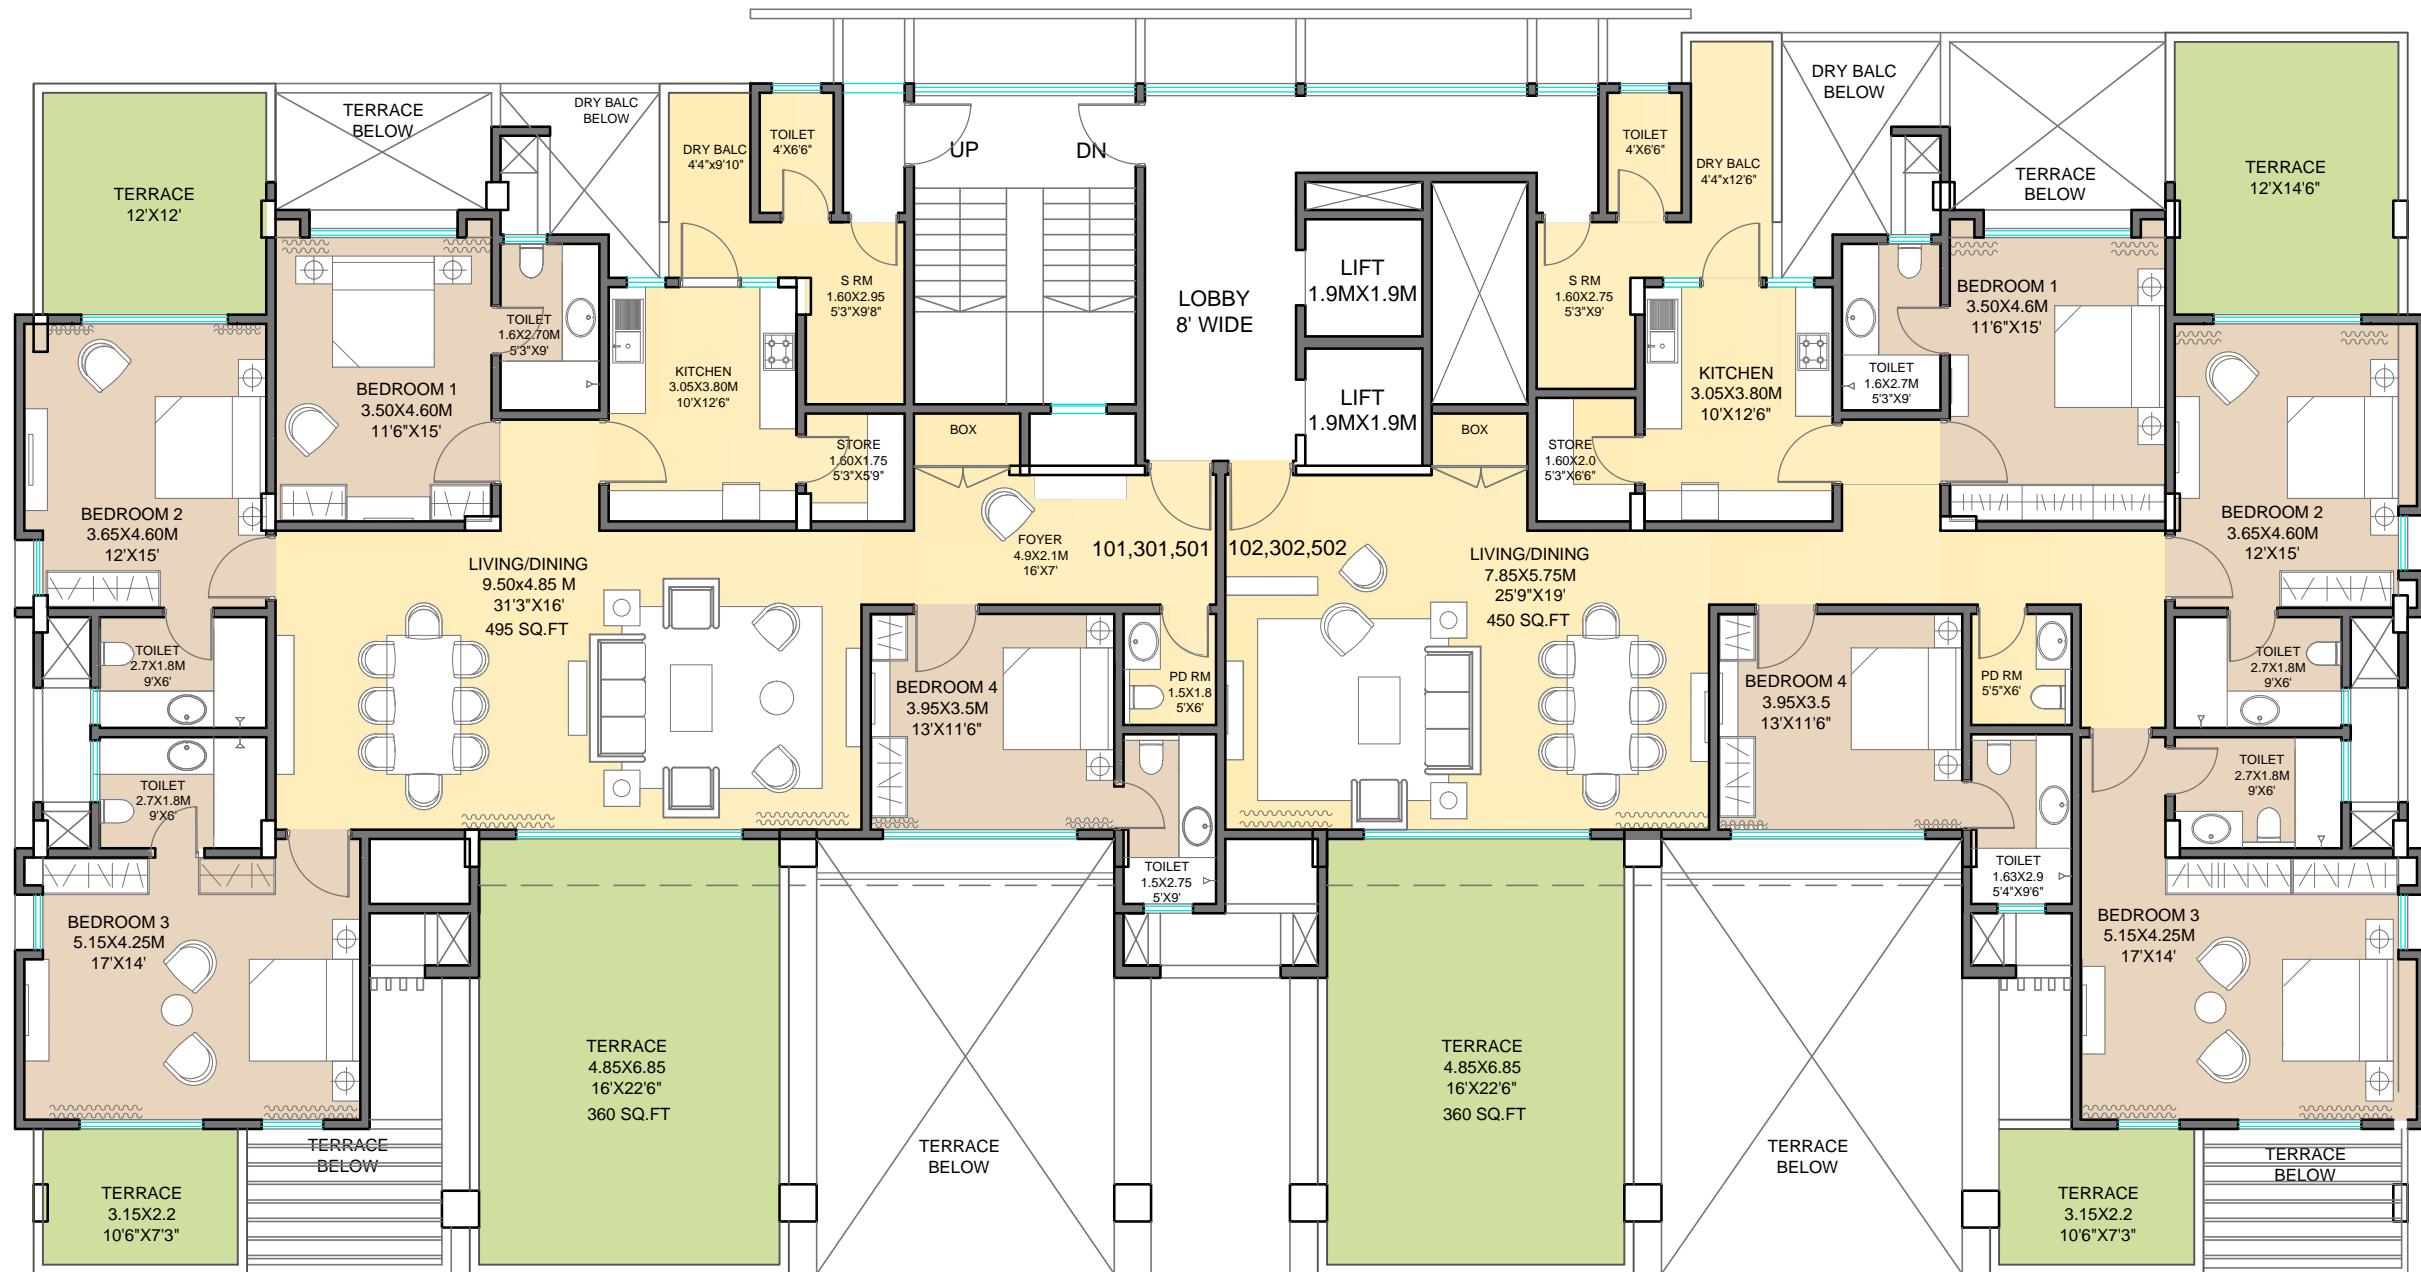 TERRACE
12'X12'
TERRACE
BELOW
DRY BALC
BELOW
DRY BALC
4'4"x9'10"
TOILET
4'X6'6"
UP
DN
TOILET
4'X6'6"
DRY BALC
4'4"x12'6"
DRY BALC
BELOW
TERRACE
BELOW
TERRACE
12'X14'6"
BEDROOM 1
3.50X4.60M
11'6"X15'
TOILET
1.6X2.70M
5'3"X9'
KITCHEN
3.05X3.80M
10'X12'6"
S RM
1.60X2.95
5'3"X9'8"
STORE
1.60X1.75
5'3"X5'9"
BOX
LOBBY
8' WIDE
LIFT
1.9MX1.9M
LIFT
1.9MX1.9M
BOX
S RM
1.60X2.75
5'3"X9'
STORE
1.60X2.0
5'3"X6'6"
KITCHEN
3.05X3.80M
10'X12'6"
TOILET
1.6X2.7M
5'3"X9'
BEDROOM 1
3.50X4.6M
11'6"X15'
BEDROOM 2
3.65X4.60M
12'X15'
LIVING/DINING
9.50x4.85 M
31'3"X16'
495 SQ.FT
FOYER
4.9X2.1M
16'X7'
101,301,501
102,302,502
LIVING/DINING
7.85X5.75M
25'9"X19'
450 SQ.FT
BEDROOM 2
3.65X4.60M
12'X15'
TOILET
2.7X1.8M
9'X6'
TOILET
2.7X1.8M
9'X6'
BEDROOM 4
3.95X3.5M
13'X11'6"
PD RM
1.5X1.8
5'X6'
TOILET
1.5X2.75
5'X9'
BEDROOM 4
3.95X3.5
13'X11'6"
PD RM
5'5"X6'
TOILET
1.63X2.9
5'4"X9'6"
TOILET
2.7X1.8M
9'X6'
TOILET
2.7X1.8M
9'X6'
BEDROOM 3
5.15X4.25M
17'X14'
BEDROOM 3
5.15X4.25M
17'X14'
TERRACE
4.85X6.85
16'X22'6"
360 SQ.FT
TERRACE
4.85X6.85
16'X22'6"
360 SQ.FT
TERRACE
BELOW
TERRACE
BELOW
TERRACE
BELOW
TERRACE
BELOW
TERRACE
3.15X2.2
10'6"X7'3"
TERRACE
3.15X2.2
10'6"X7'3"